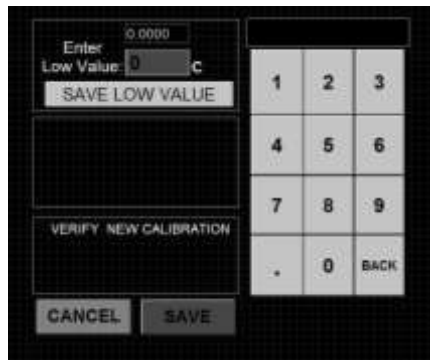 0.0000
Enter
Low Value: 0 C
SAVE LOW VALUE
VERIFY NEW CALIBRATION
CANCEL SAVE
1 2 3
4 5 6
7 8 9
. 0 BACK